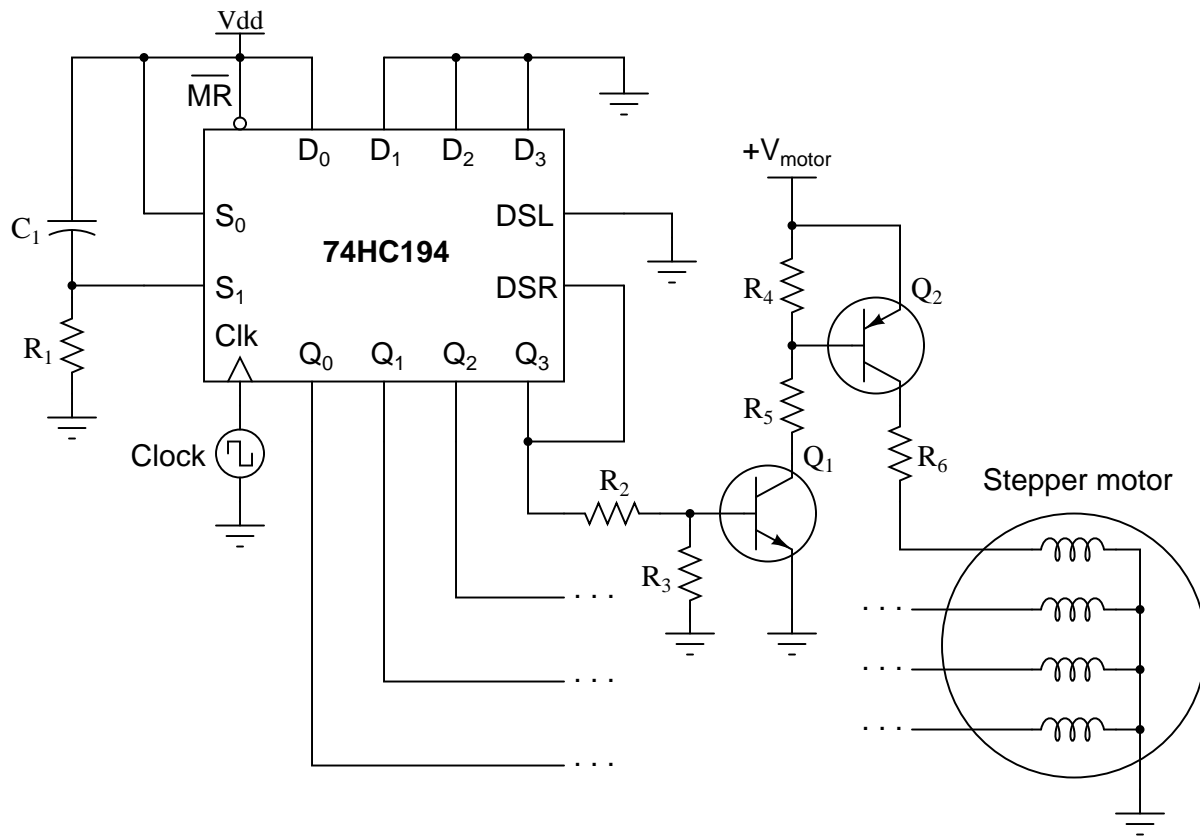 Vdd
M̅R̅
D₀ D₁ D₂ D₃
+Vmotor
S₀ DSL
C₁
74HC194
S₁ DSR
R₄ Q₂
R₁
Clk
Q₀ Q₁ Q₂ Q₃
R₅
Clock
Q₁
R₆
R₂
Stepper motor
R₃
. . .
. . .
. . .
. . .
. . .
. . .